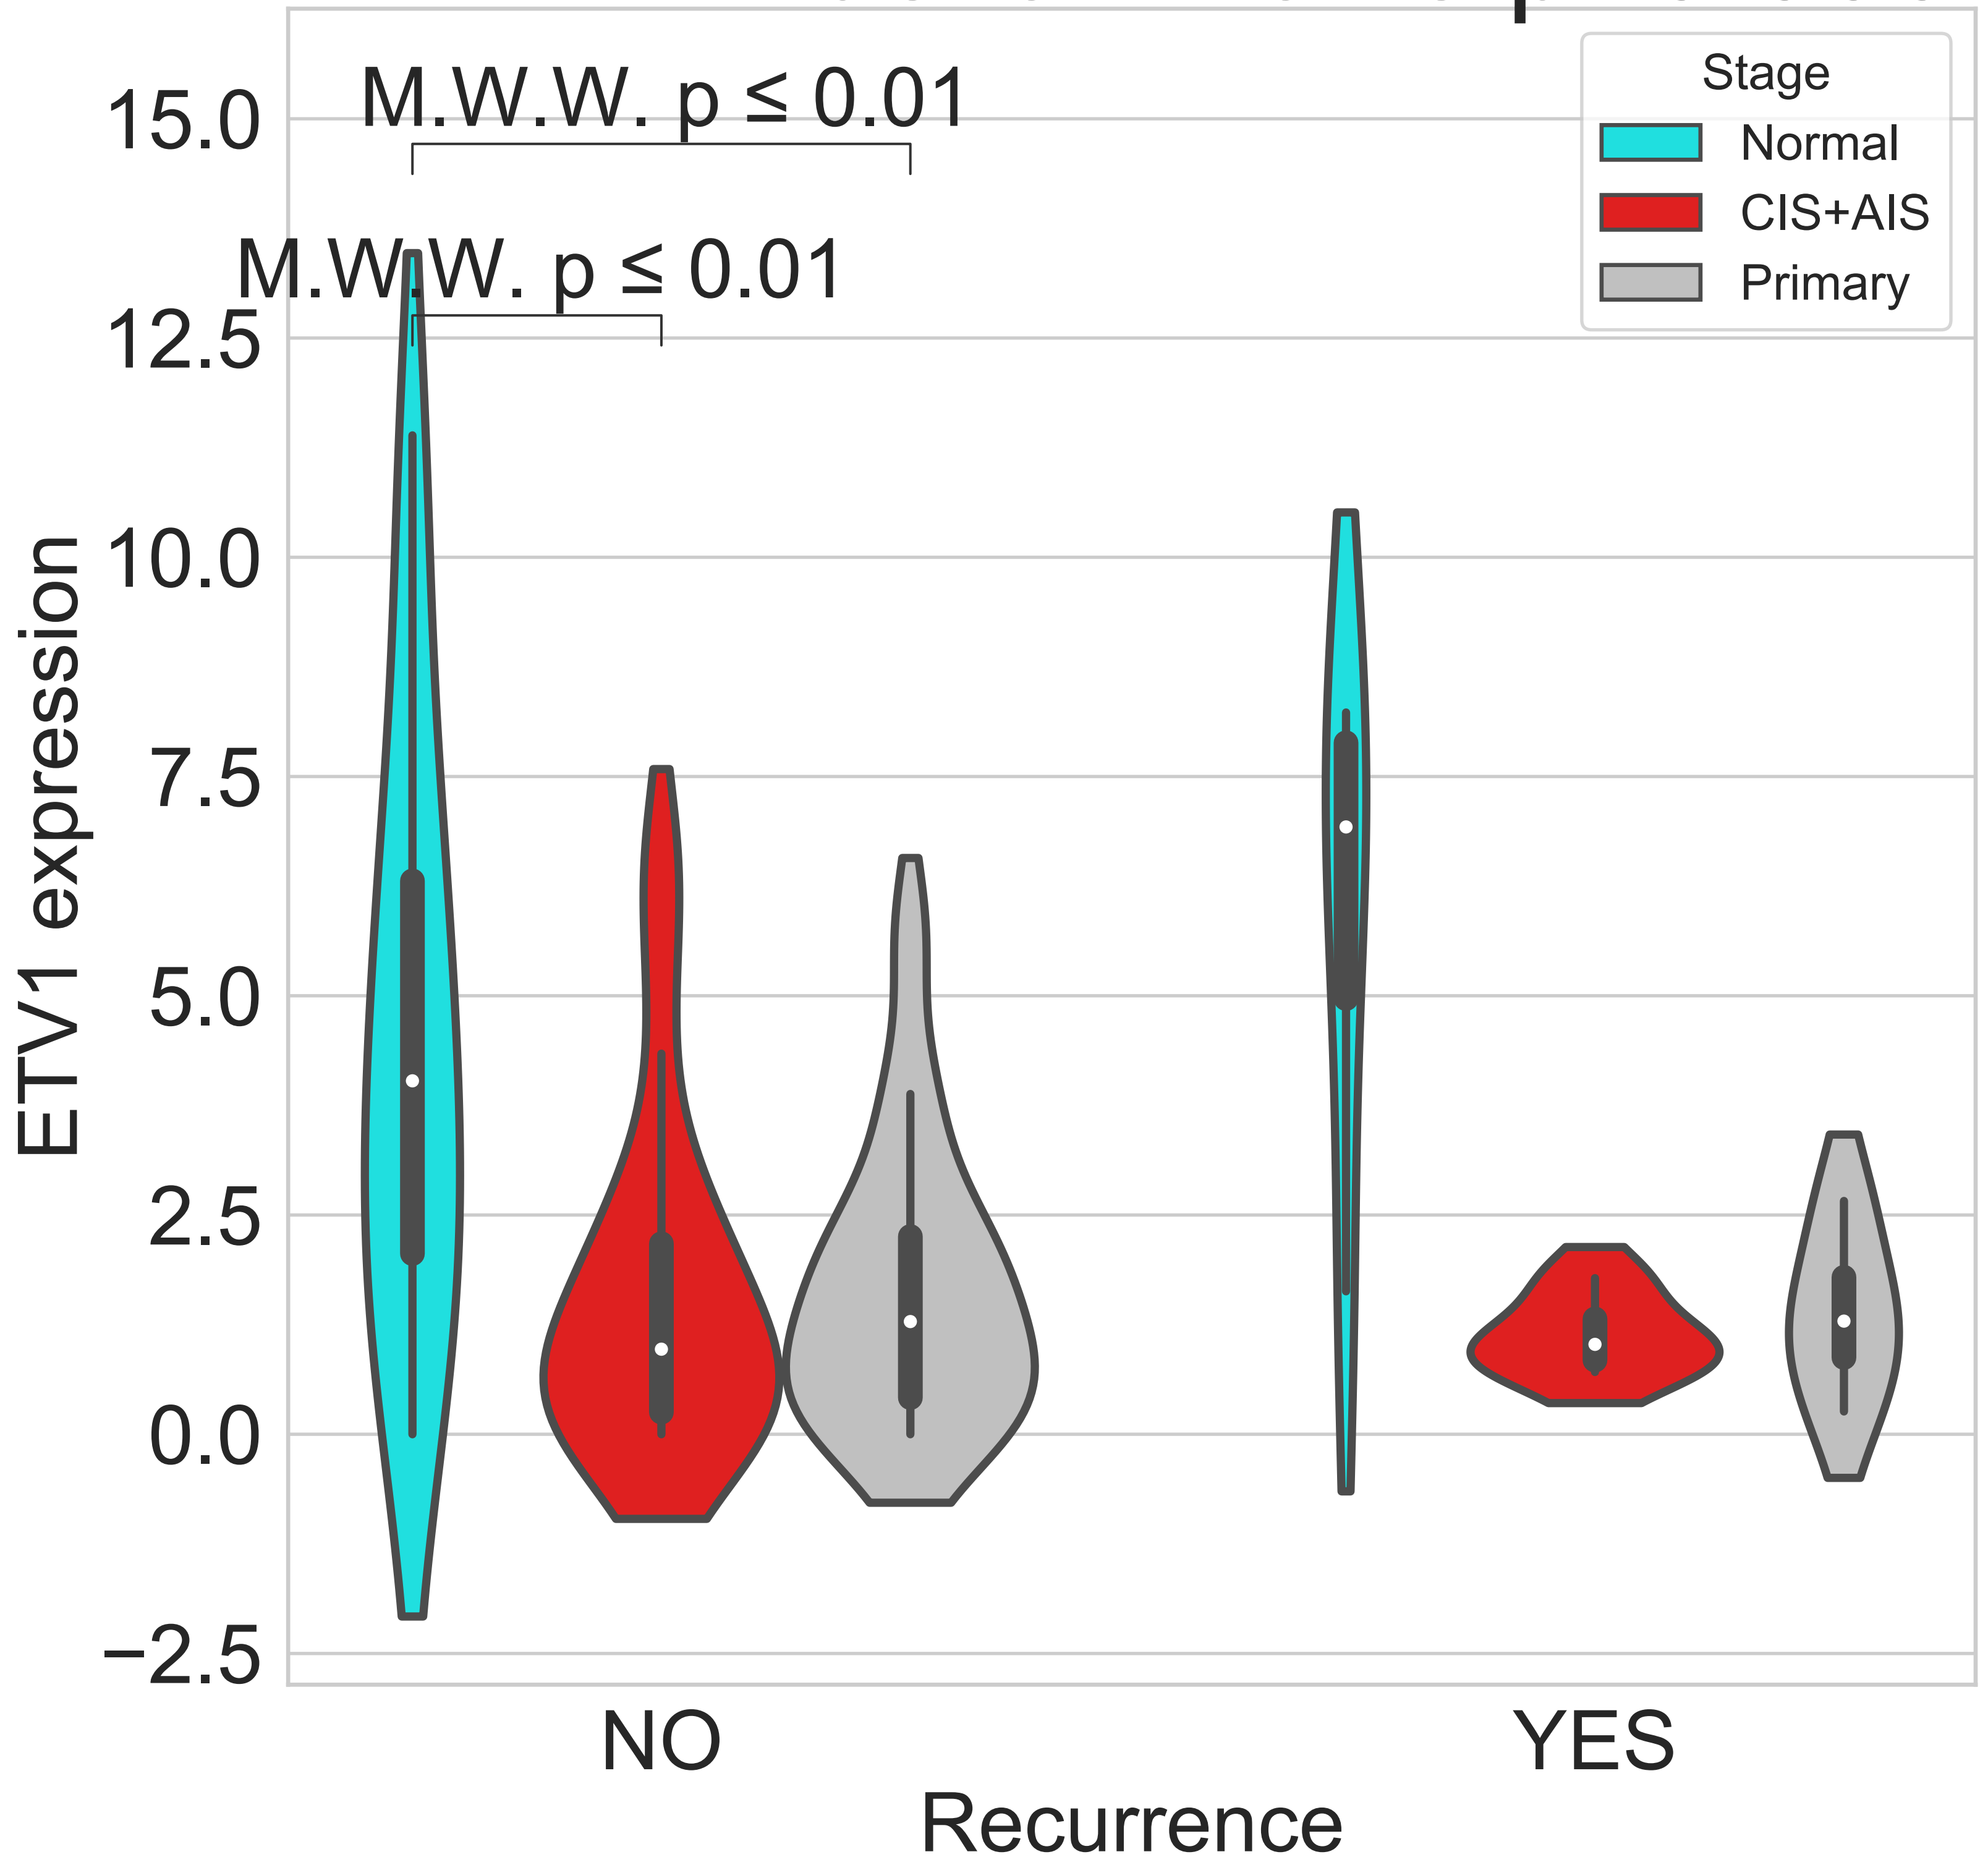 M.W.W. p ≤ 0.01
M.W.W. p ≤ 0.01
Stage
Normal
CIS+AIS
Primary
15.0
12.5
10.0
7.5
5.0
2.5
0.0
−2.5
ETV1 expression
NO
YES
Recurrence